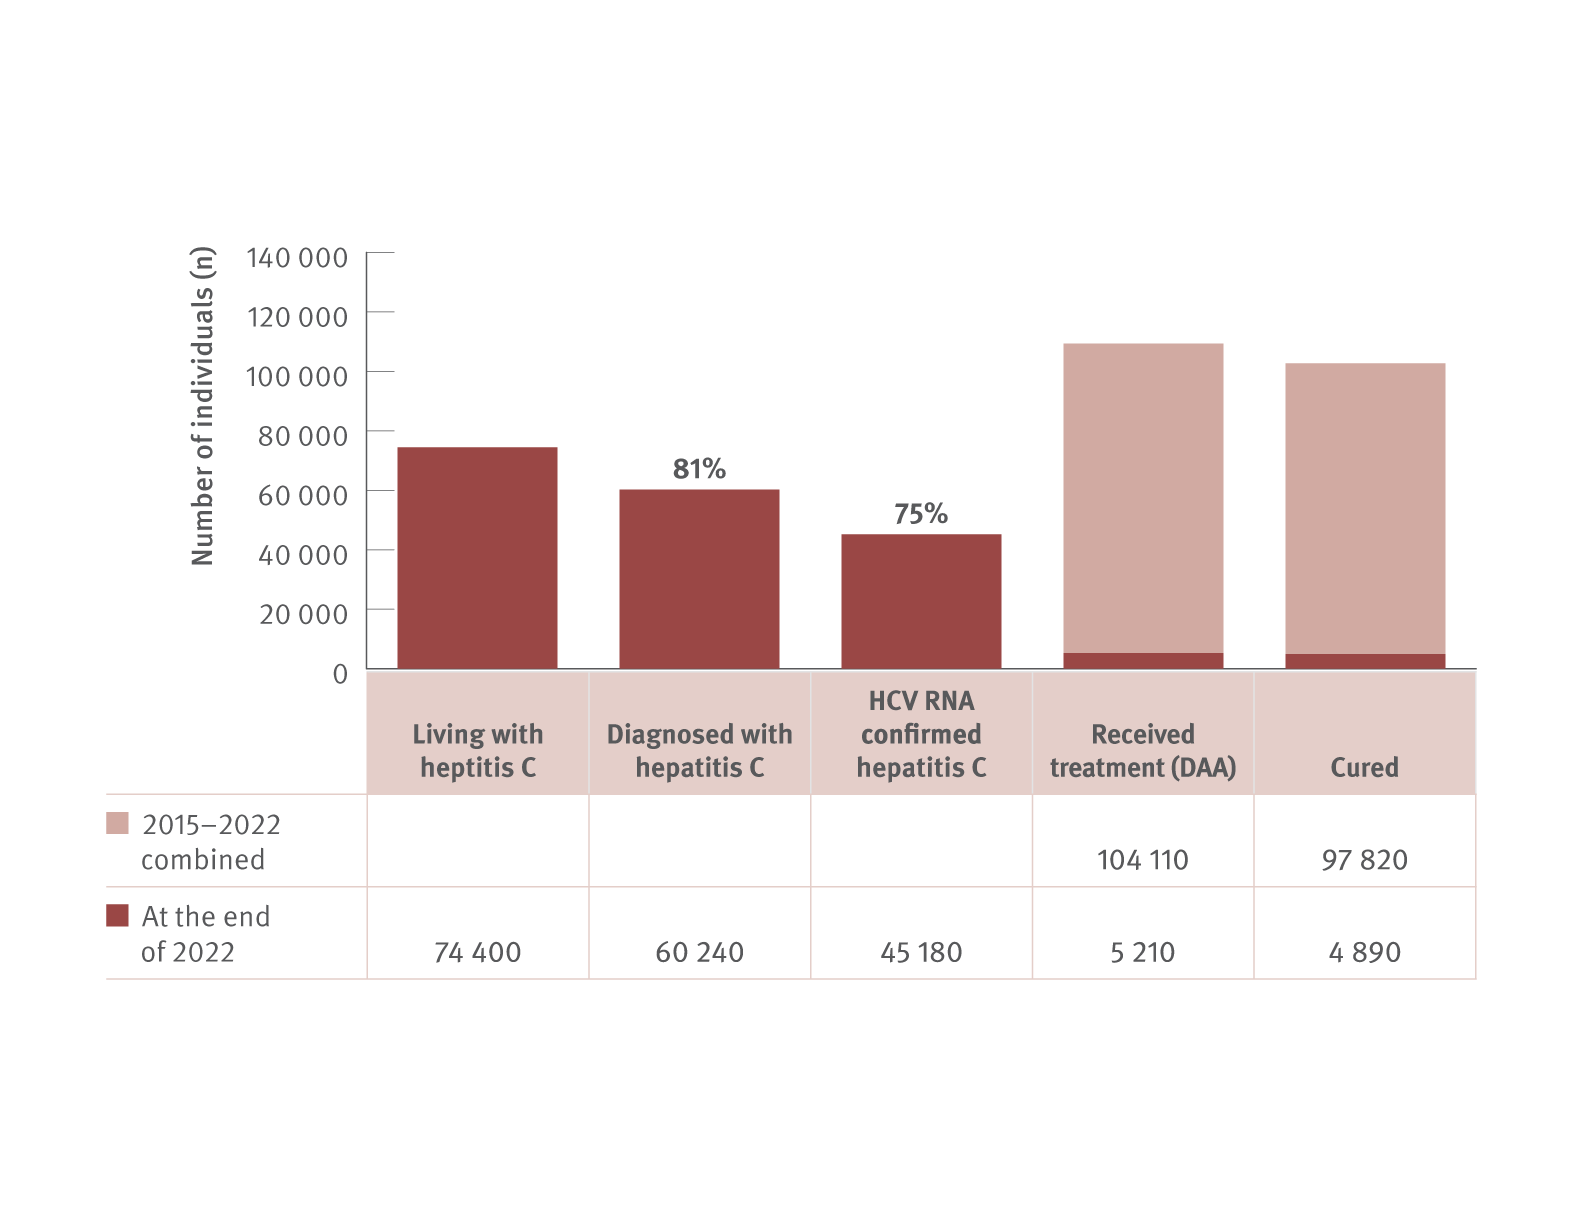 Number of individuals (n)
140 000
120 000
100 000
80 000
60 000
40 000
20 000
0
81%
75%
Living with
heptitis C
Diagnosed with
hepatitis C
HCV RNA
confirmed
hepatitis C
Received
treatment (DAA)
Cured
2015–2022
combined
104 110
97 820
At the end
of 2022
74 400
60 240
45 180
5 210
4 890